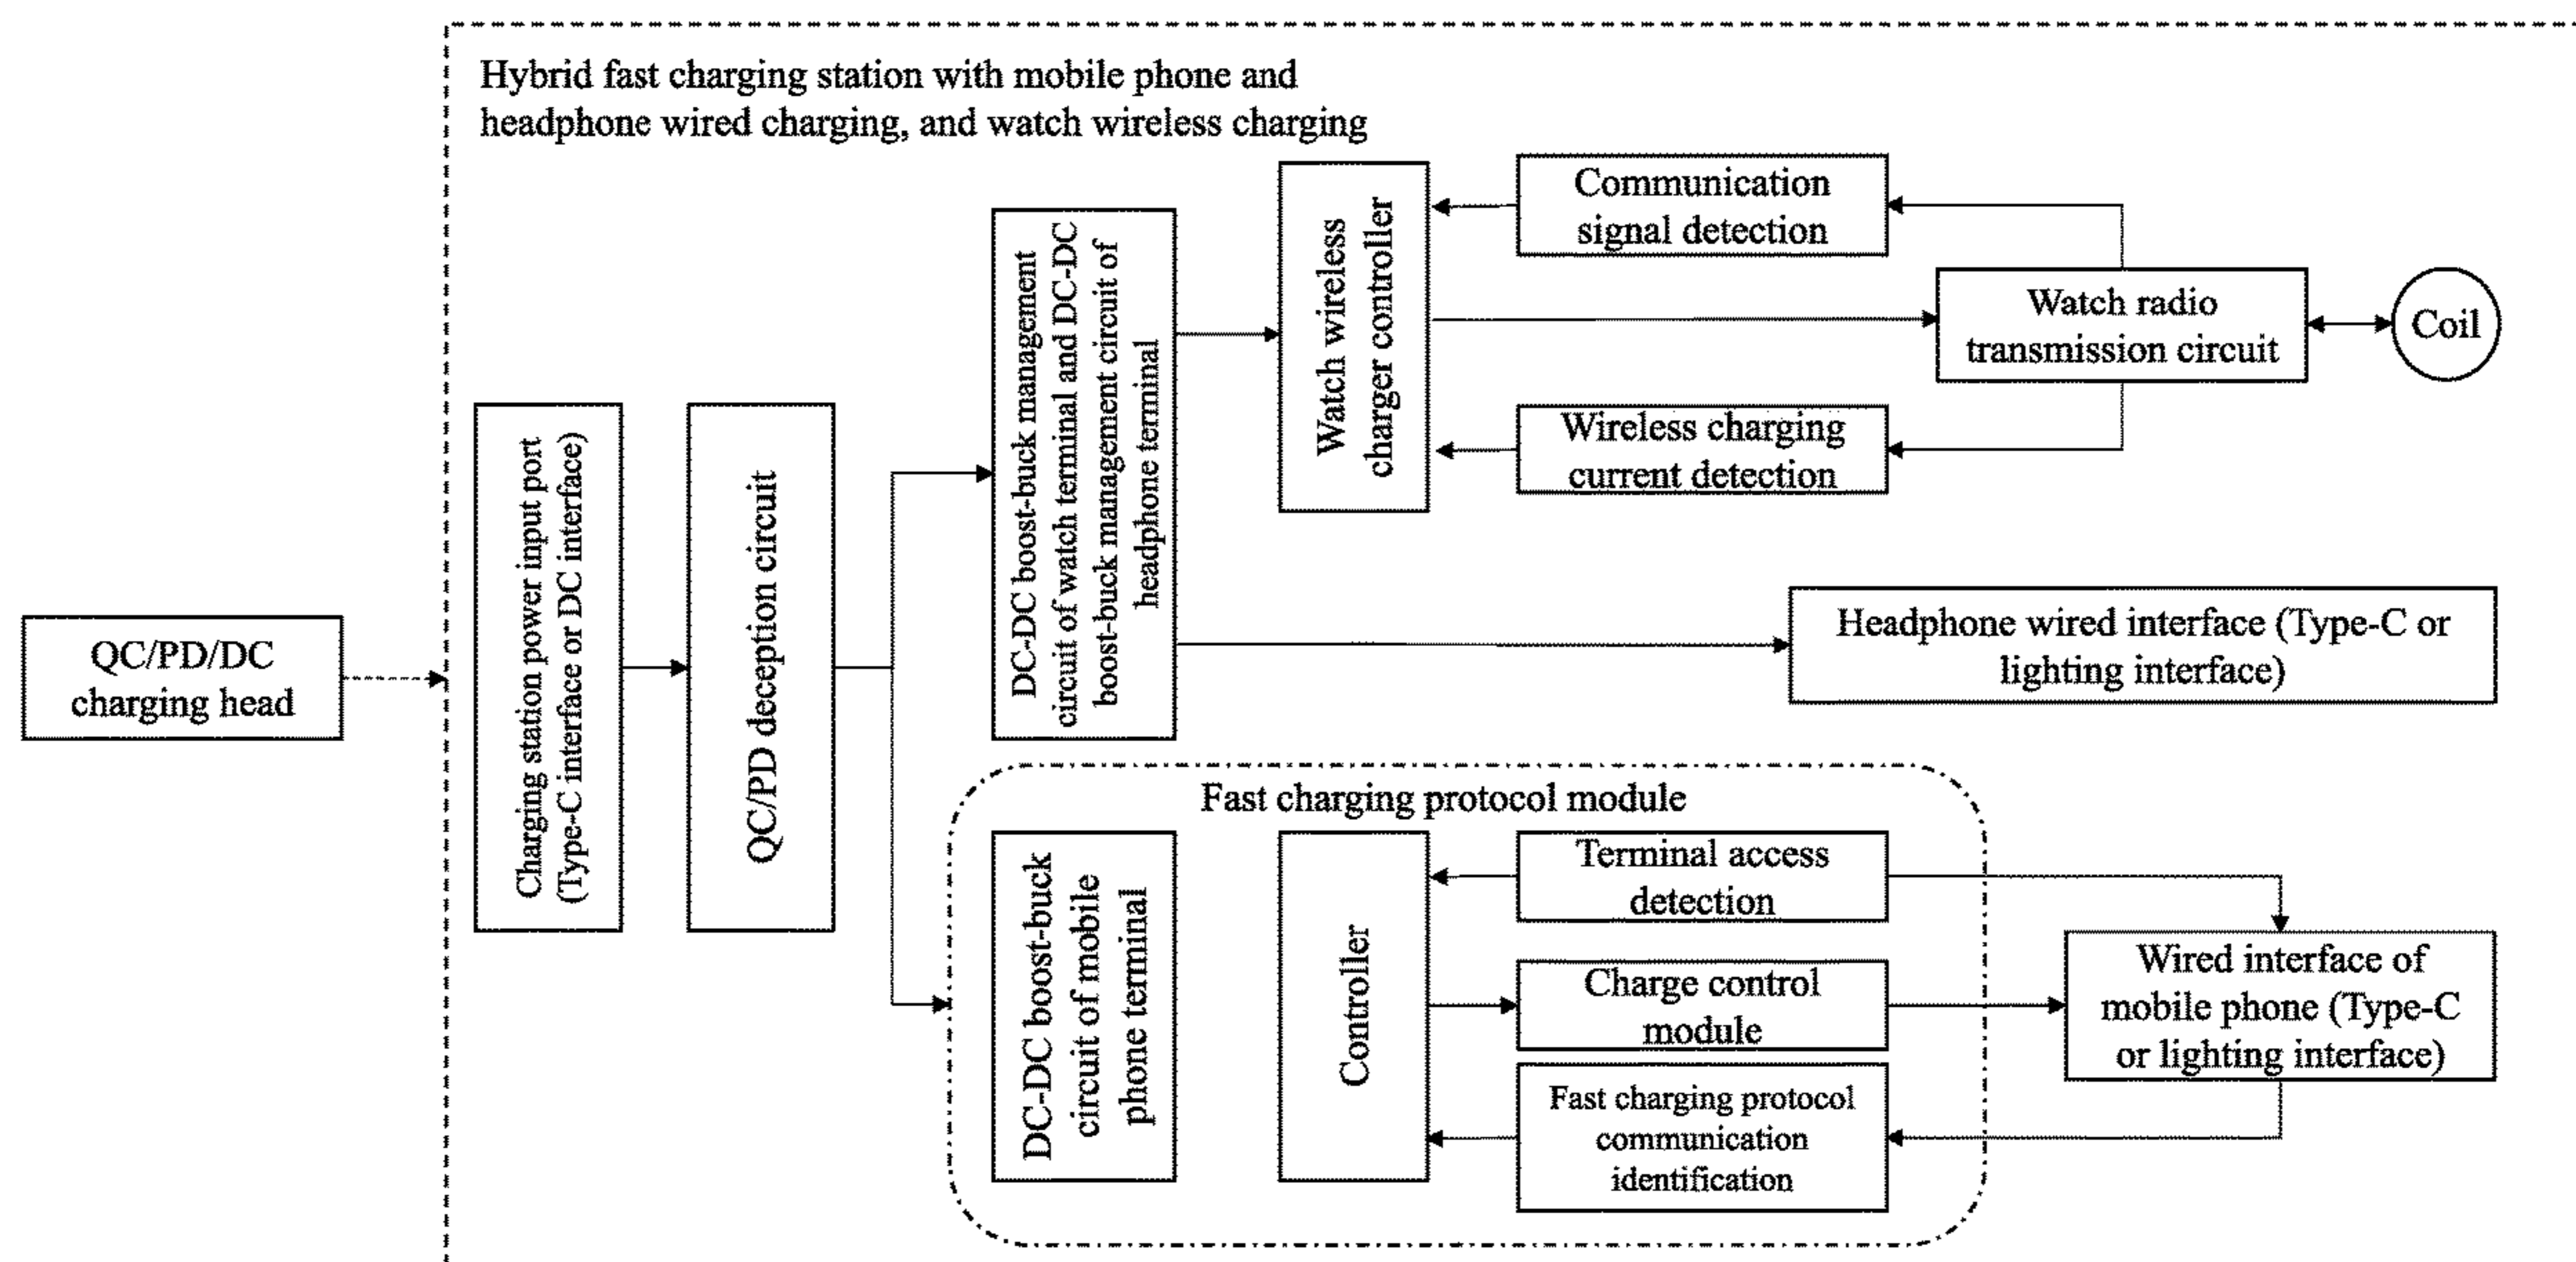 Hybrid fast charging station with mobile phone and
headphone wired charging, and watch wireless charging
QC/PD/DC
charging head
Charging station power input port
(Type-C interface or DC interface)
QC/PD deception circuit
DC-DC boost-buck management
circuit of watch terminal and DC-DC
boost-buck management circuit of
headphone terminal
Watch wireless
charger controller
Communication
signal detection
Watch radio
transmission circuit
Coil
Wireless charging
current detection
Headphone wired interface (Type-C or
lighting interface)
Fast charging protocol module
DC-DC boost-buck
circuit of mobile
phone terminal
Controller
Terminal access
detection
Charge control
module
Fast charging protocol
communication
identification
Wired interface of
mobile phone (Type-C
or lighting interface)